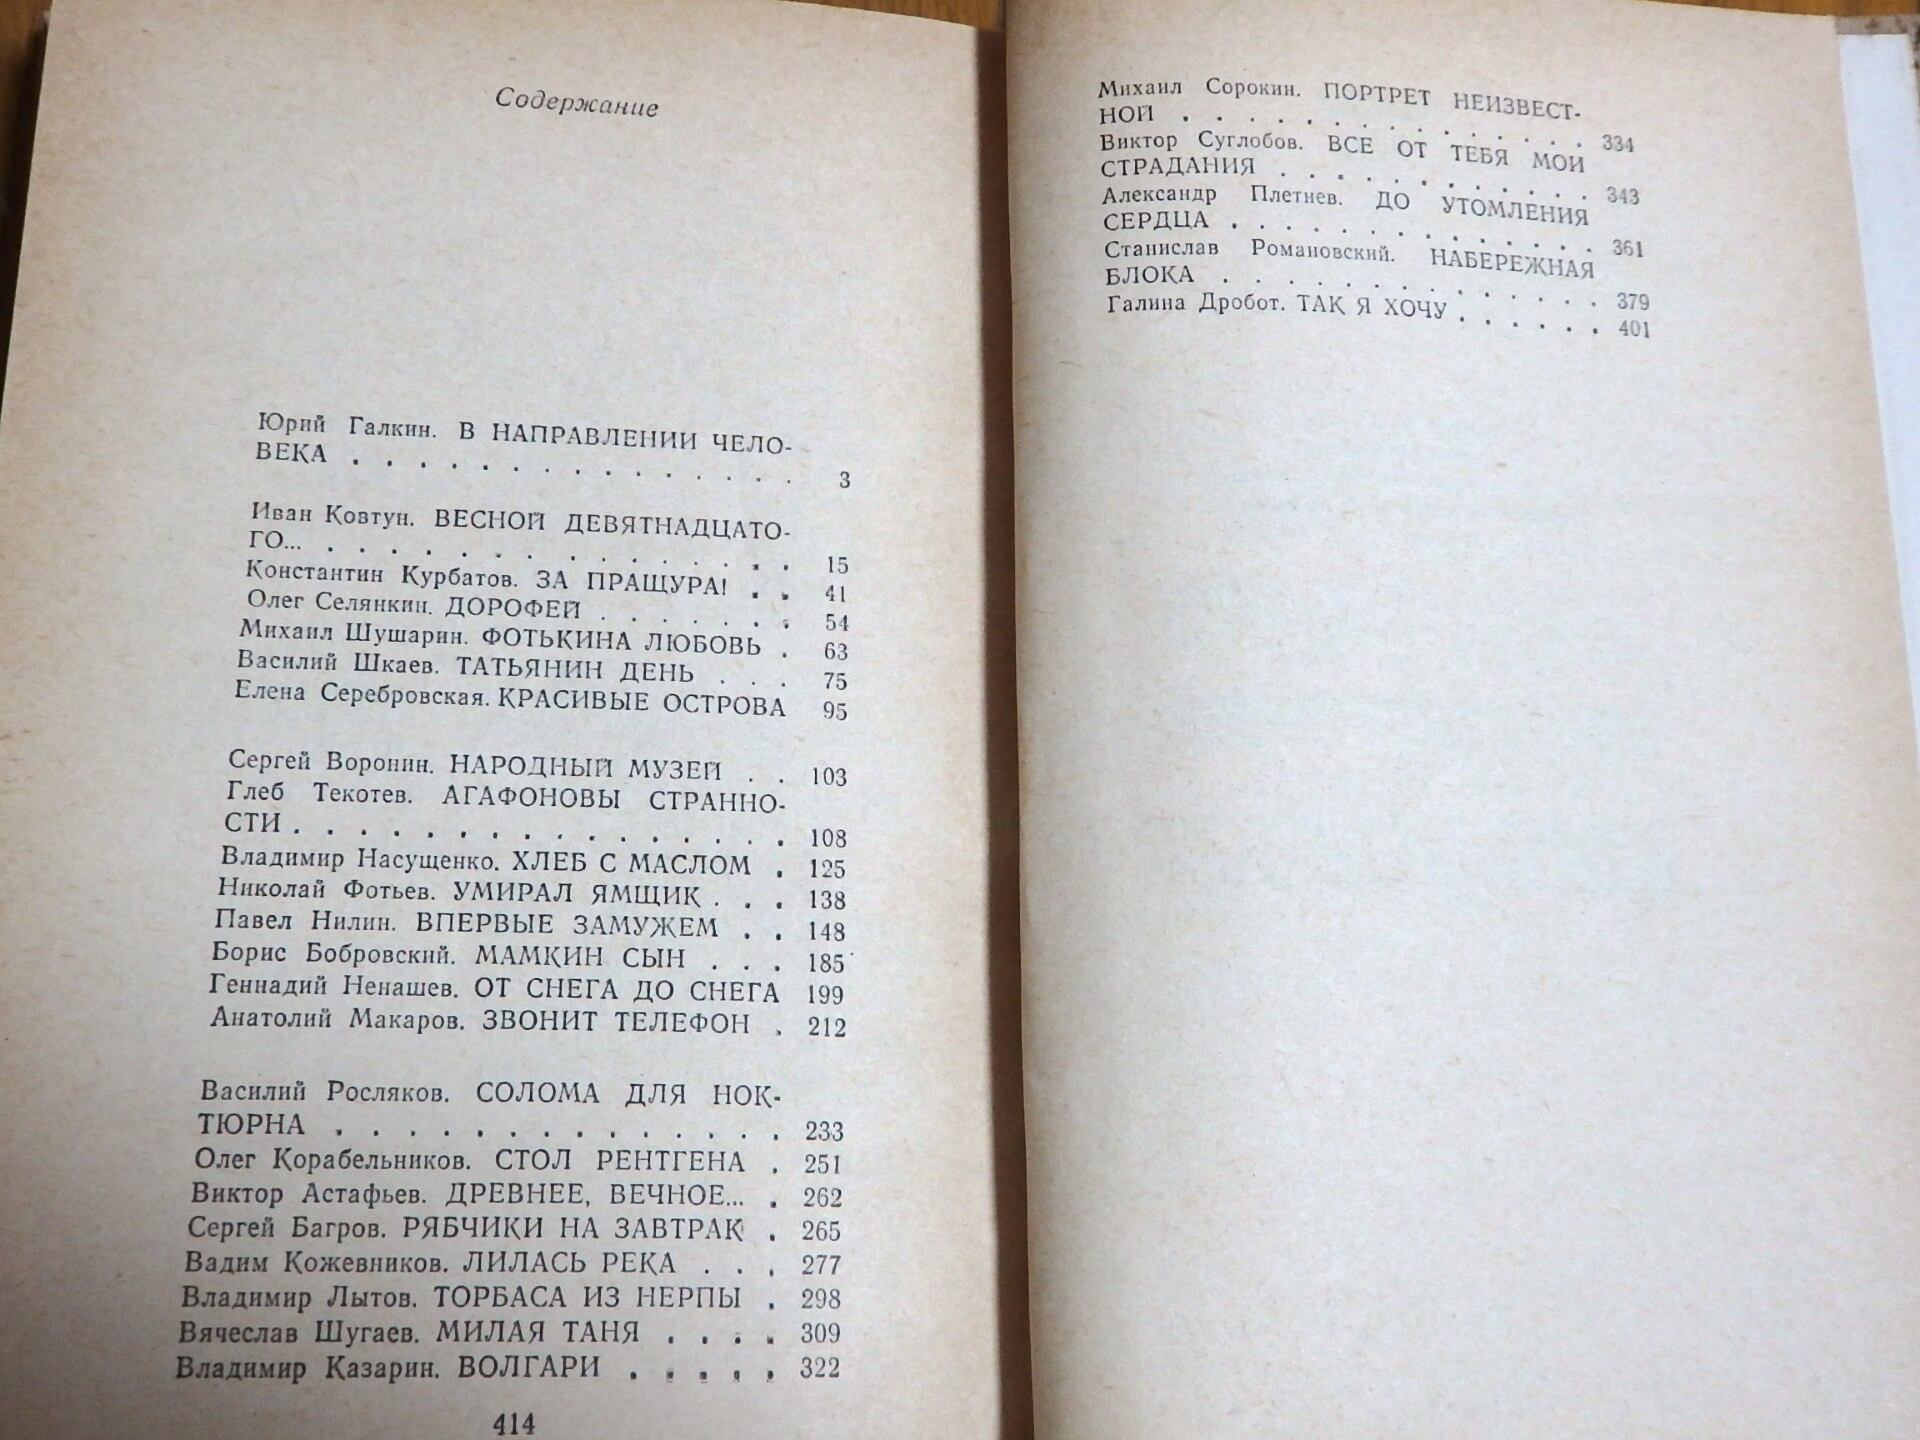 Содержание
Юрий Галкин. В НАПРАВЛЕНИИ ЧЕЛО-
ВЕКА . . . . . . . . . . . . . . 3
Иван Ковтун. ВЕСНОЙ ДЕВЯТНАДЦАТО-
ГО... . . . . . . . . . . . . . . 15
Константин Курбатов. ЗА ПРАЩУРА! . . 41
Олег Селянкин. ДОРОФЕЙ . . . . . . . 54
Михаил Шушарин. ФОТЬКИНА ЛЮБОВЬ . 63
Василий Шкаев. ТАТЬЯНИН ДЕНЬ . . . 75
Елена Серебровская. КРАСИВЫЕ ОСТРОВА 95
Сергей Воронин. НАРОДНЫЙ МУЗЕЙ . . 103
Глеб Текотев. АГАФОНОВЫ СТРАННО-
СТИ . . . . . . . . . . . . . . . . 108
Владимир Насущенко. ХЛЕБ С МАСЛОМ . 125
Николай Фотьев. УМИРАЛ ЯМЩИК . . . 138
Павел Нилин. ВПЕРВЫЕ ЗАМУЖЕМ . . 148
Борис Бобровский. МАМКИН СЫН . . . 185
Геннадий Ненашев. ОТ СНЕГА ДО СНЕГА 199
Анатолий Макаров. ЗВОНИТ ТЕЛЕФОН . 212
Василий Росляков. СОЛОМА ДЛЯ НОК-
ТЮРНА . . . . . . . . . . . . . . 233
Олег Корабельников. СТОЛ РЕНТГЕНА . 251
Виктор Астафьев. ДРЕВНЕЕ, ВЕЧНОЕ... . 262
Сергей Багров. РЯБЧИКИ НА ЗАВТРАК . 265
Вадим Кожевников. ЛИЛАСЬ РЕКА . . . 277
Владимир Лытов. ТОРБАСА ИЗ НЕРПЫ . 298
Вячеслав Шугаев. МИЛАЯ ТАНЯ . . . . 309
Владимир Казарин. ВОЛГАРИ . . . . . 322
414
Михаил Сорокин. ПОРТРЕТ НЕИЗВЕСТ-
НОЙ . . . . . . . . . . . . . 334
Виктор Суглобов. ВСЕ ОТ ТЕБЯ МОИ
СТРАДАНИЯ . . . . . . . . . . . 343
Александр Плетнев. ДО УТОМЛЕНИЯ
СЕРДЦА . . . . . . . . . . . . . . 361
Станислав Романовский. НАБЕРЕЖНАЯ
БЛОКА . . . . . . . . . . . . . . 379
Галина Дробот. ТАК Я ХОЧУ . . . . . . 401